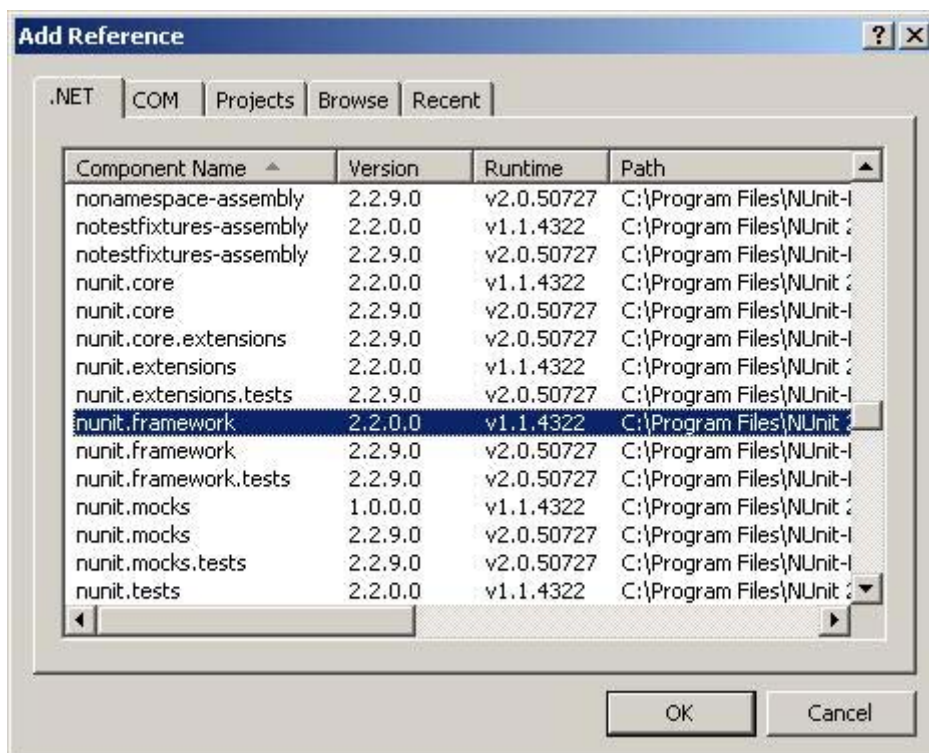 Add Reference
.NET COM Projects Browse Recent
Component Name Version Runtime Path
nonamespace-assembly 2.2.9.0 v2.0.50727 C:\Program Files\NUnit-
notestfixtures-assembly 2.2.0.0 v1.1.4322 C:\Program Files\NUnit 2
notestfixtures-assembly 2.2.9.0 v2.0.50727 C:\Program Files\NUnit-
nunit.core 2.2.0.0 v1.1.4322 C:\Program Files\NUnit 2
nunit.core 2.2.9.0 v2.0.50727 C:\Program Files\NUnit-
nunit.core.extensions 2.2.9.0 v2.0.50727 C:\Program Files\NUnit-
nunit.extensions 2.2.0.0 v1.1.4322 C:\Program Files\NUnit 2
nunit.extensions.tests 2.2.9.0 v2.0.50727 C:\Program Files\NUnit-
nunit.framework 2.2.0.0 v1.1.4322 C:\Program Files\NUnit 2
nunit.framework 2.2.9.0 v2.0.50727 C:\Program Files\NUnit-
nunit.framework.tests 2.2.9.0 v2.0.50727 C:\Program Files\NUnit-
nunit.mocks 1.0.0.0 v1.1.4322 C:\Program Files\NUnit 2
nunit.mocks 2.2.9.0 v2.0.50727 C:\Program Files\NUnit-
nunit.mocks.tests 2.2.9.0 v2.0.50727 C:\Program Files\NUnit-
nunit.tests 2.2.0.0 v1.1.4322 C:\Program Files\NUnit 2
OK Cancel